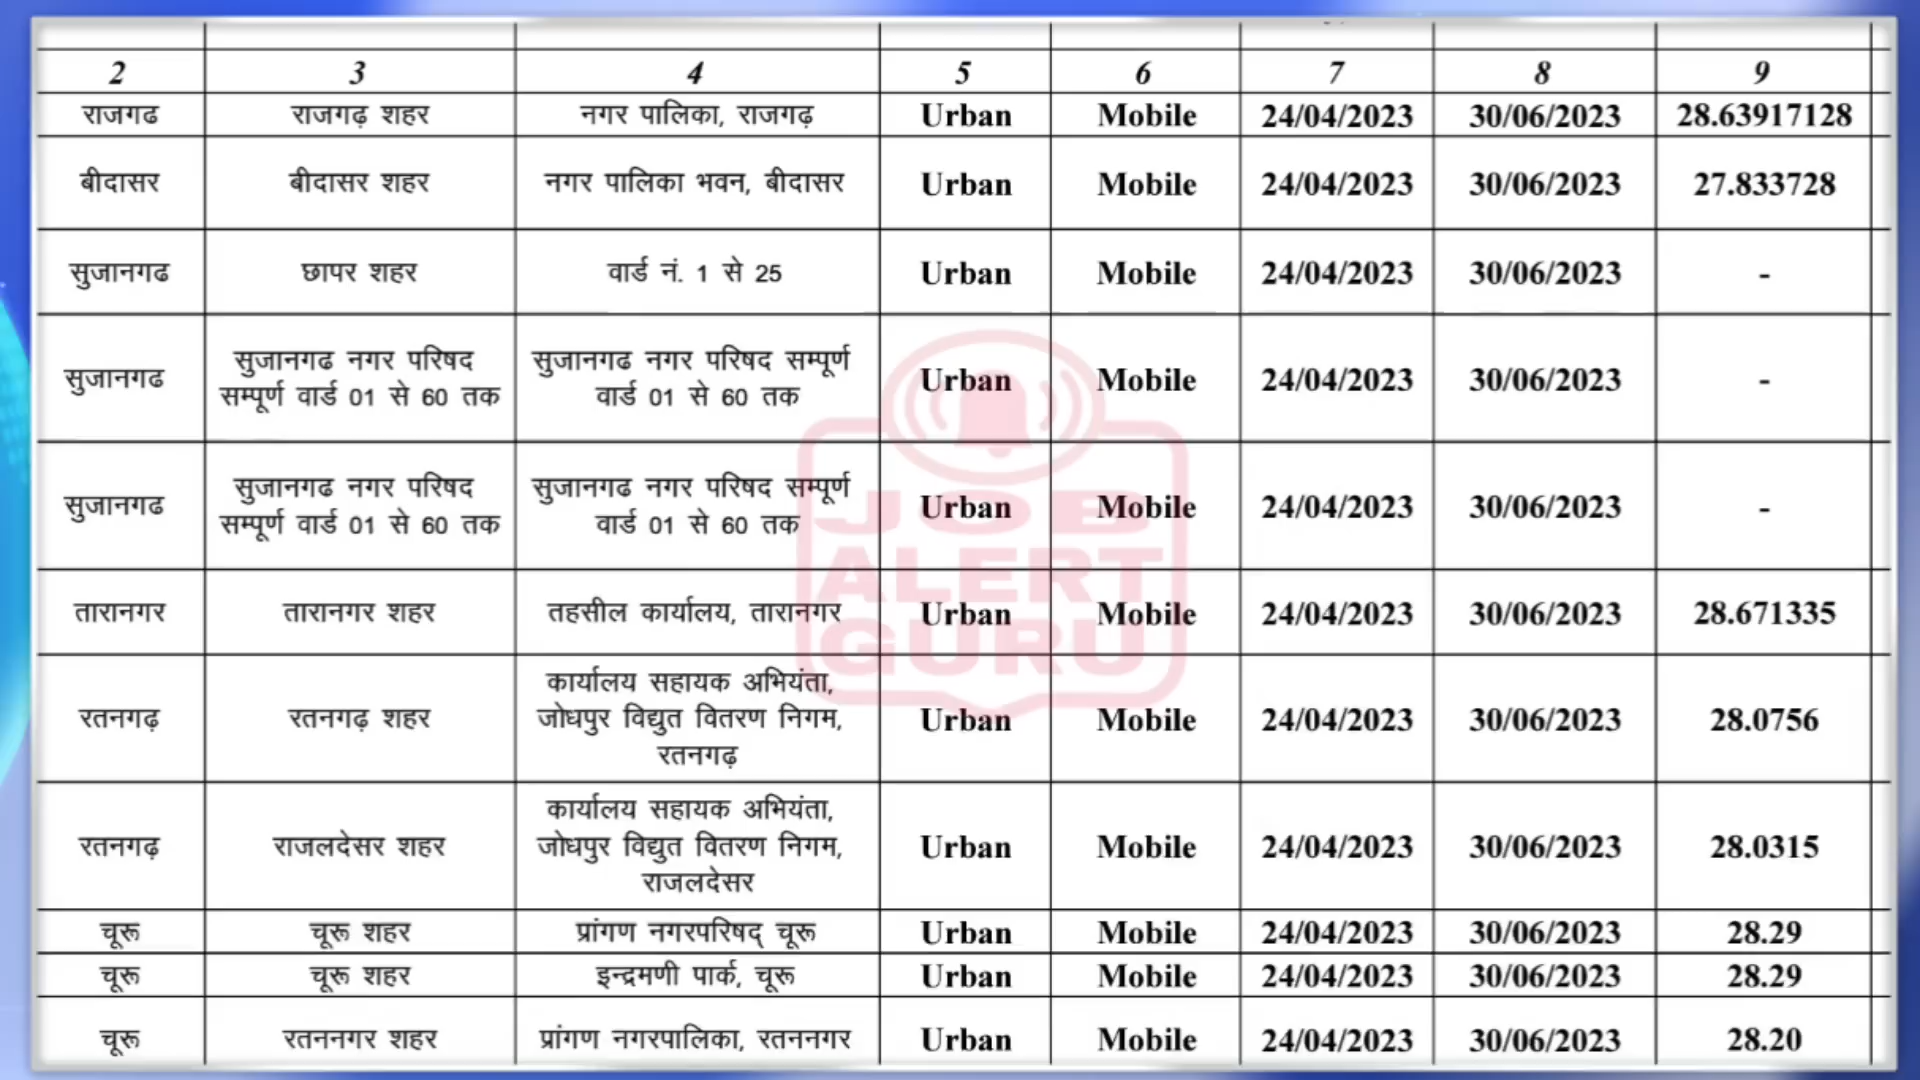 2 3 4 5 6 7 8 9
राजगढ राजगढ़ शहर नगर पालिका, राजगढ़ Urban Mobile 24/04/2023 30/06/2023 28.63917128
बीदासर बीदासर शहर नगर पालिका भवन, बीदासर Urban Mobile 24/04/2023 30/06/2023 27.833728
सुजानगढ छापर शहर वार्ड नं. 1 से 25 Urban Mobile 24/04/2023 30/06/2023 -
सुजानगढ सुजानगढ नगर परिषद
सम्पूर्ण वार्ड 01 से 60 तक सुजानगढ नगर परिषद सम्पूर्ण
वार्ड 01 से 60 तक Urban Mobile 24/04/2023 30/06/2023 -
सुजानगढ सुजानगढ नगर परिषद
सम्पूर्ण वार्ड 01 से 60 तक सुजानगढ नगर परिषद सम्पूर्ण
वार्ड 01 से 60 तक Urban Mobile 24/04/2023 30/06/2023 -
तारानगर तारानगर शहर तहसील कार्यालय, तारानगर Urban Mobile 24/04/2023 30/06/2023 28.671335
रतनगढ़ रतनगढ़ शहर कार्यालय सहायक अभियंता,
जोधपुर विद्युत वितरण निगम,
रतनगढ़ Urban Mobile 24/04/2023 30/06/2023 28.0756
रतनगढ़ राजलदेसर शहर कार्यालय सहायक अभियंता,
जोधपुर विद्युत वितरण निगम,
राजलदेसर Urban Mobile 24/04/2023 30/06/2023 28.0315
चूरू चूरू शहर प्रांगण नगरपरिषद् चूरू Urban Mobile 24/04/2023 30/06/2023 28.29
चूरू चूरू शहर इन्द्रमणी पार्क, चूरू Urban Mobile 24/04/2023 30/06/2023 28.29
चूरू रतननगर शहर प्रांगण नगरपालिका, रतननगर Urban Mobile 24/04/2023 30/06/2023 28.20
JOB
ALERT
GURU